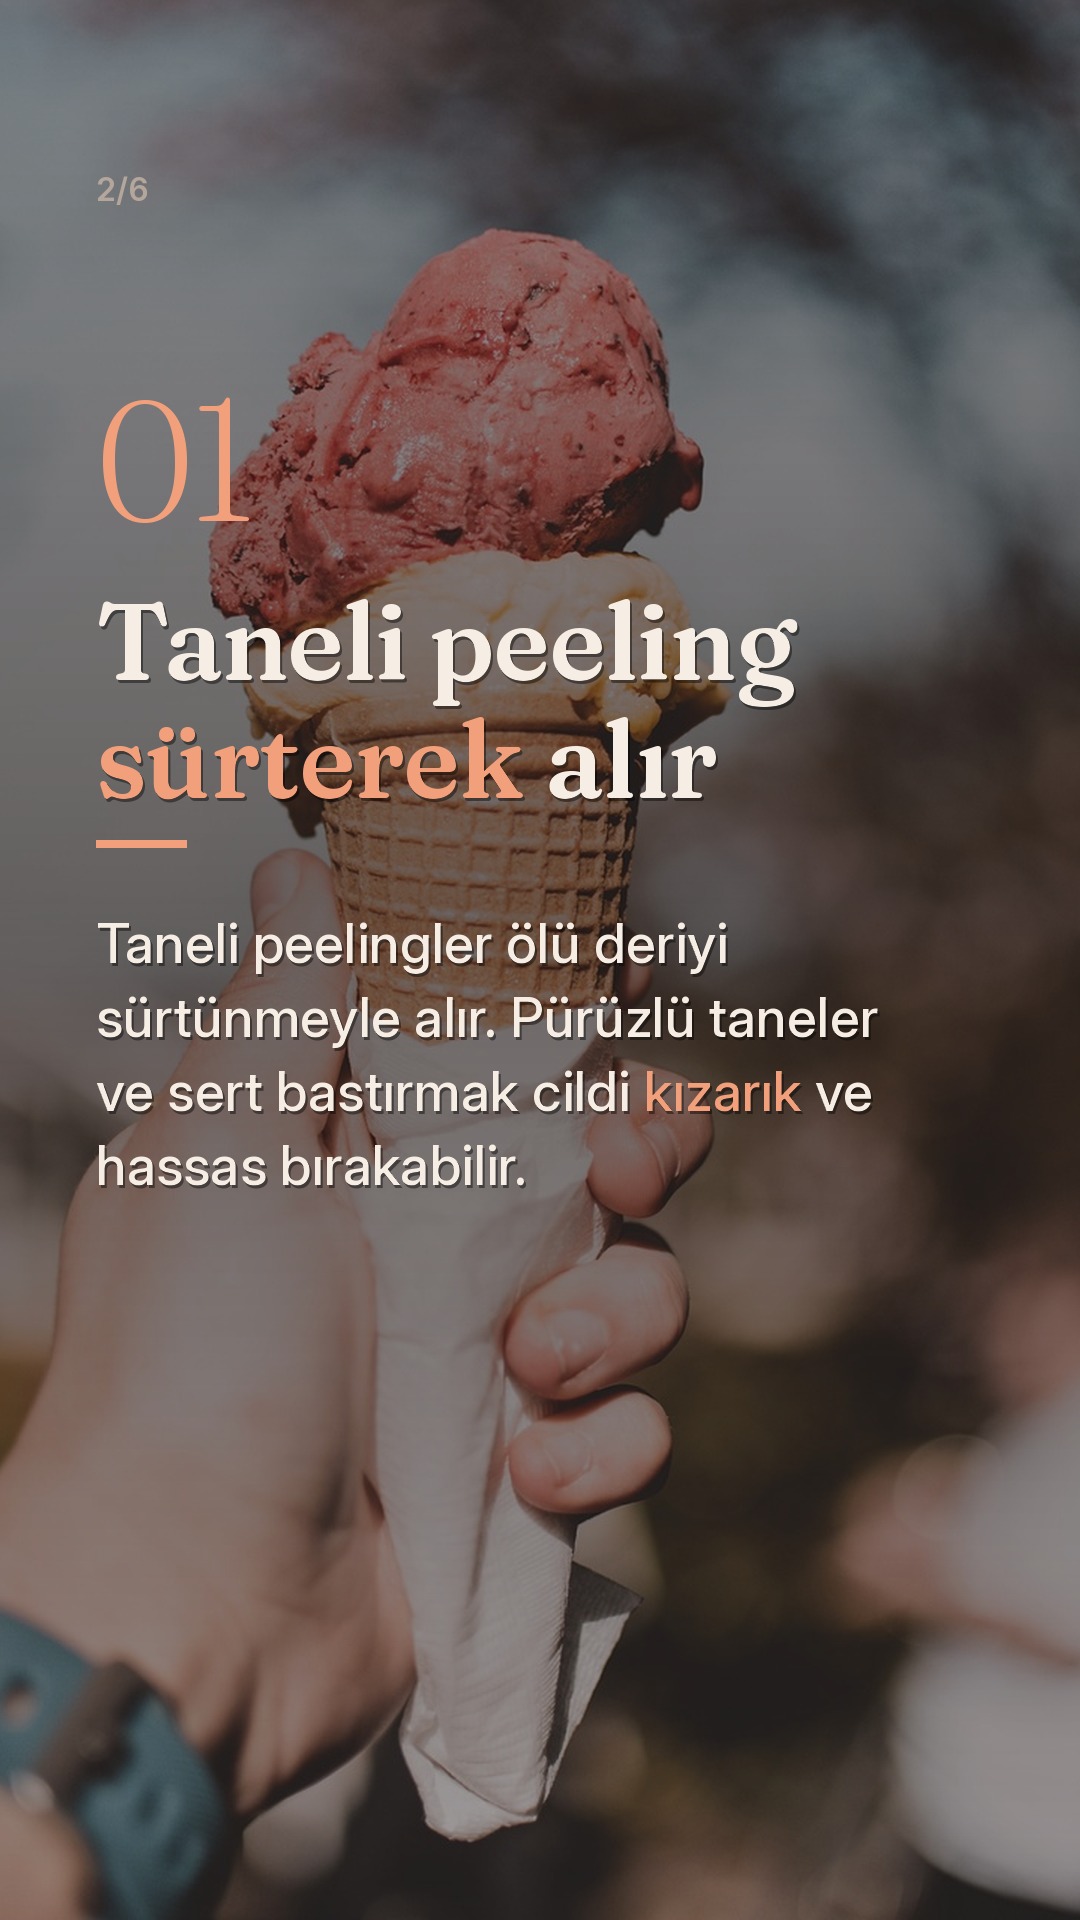 2/6
01
Taneli peeling
sürterek alır
Taneli peelingler ölü deriyi
sürtünmeyle alır. Pürüzlü taneler
ve sert bastırmak cildi kızarık ve
hassas bırakabilir.